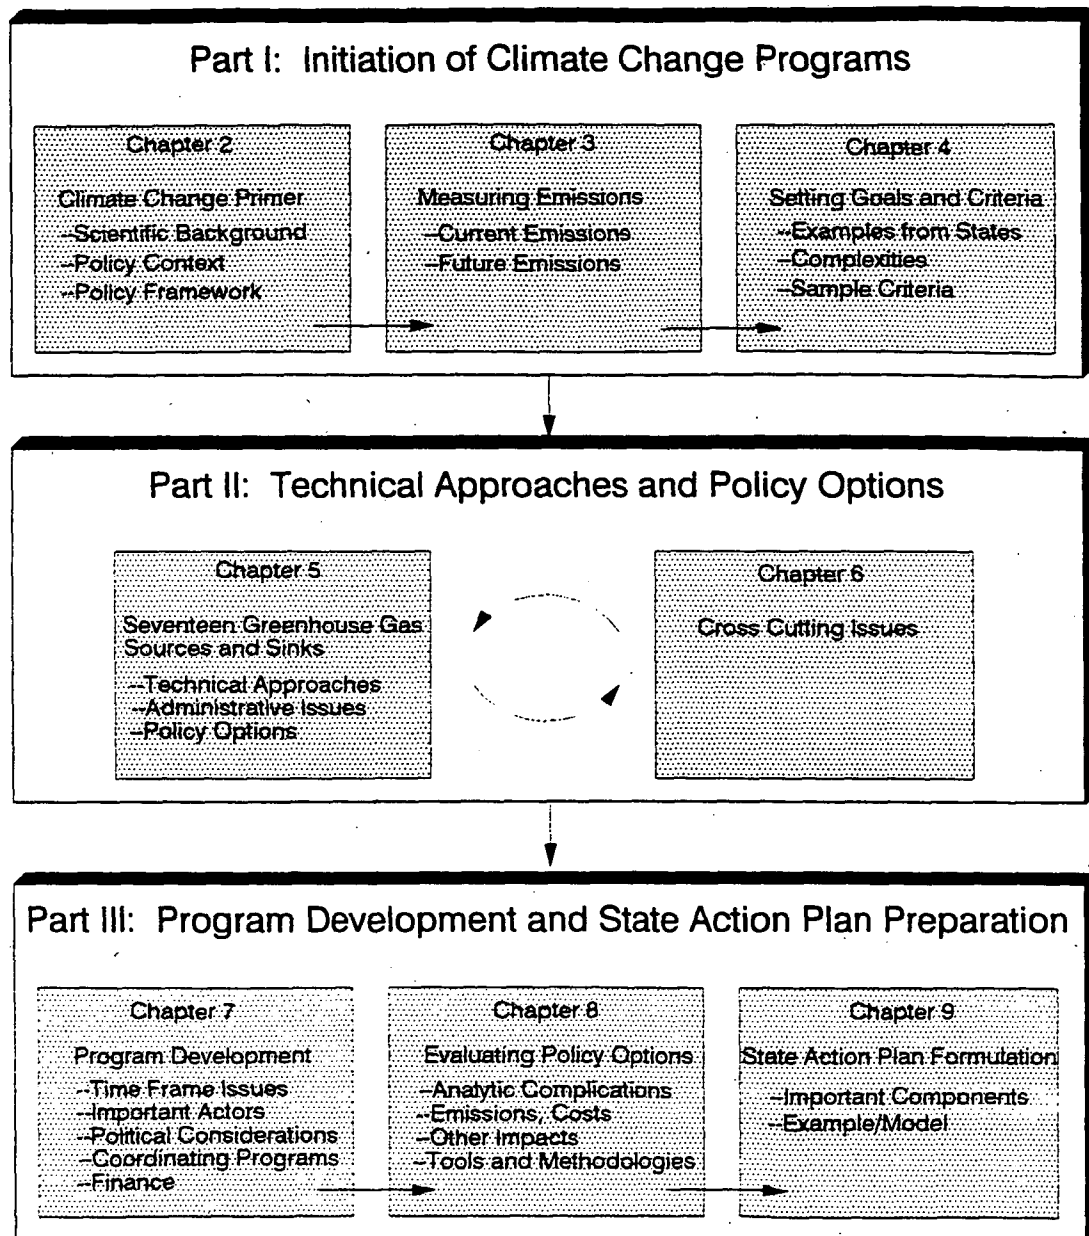 Part I: Initiation of Climate Change Programs
Chapter 2
Climate Change Primer
--Scientific Background
--Policy Context
--Policy Framework
Chapter 3
Measuring Emissions
--Current Emissions
--Future Emissions
Chapter 4
Setting Goals and Criteria
--Examples from States
--Complexities
--Sample Criteria
Part II: Technical Approaches and Policy Options
Chapter 5
Seventeen Greenhouse Gas
Sources and Sinks
--Technical Approaches
--Administrative Issues
--Policy Options
Chapter 6
Cross Cutting Issues
Part III: Program Development and State Action Plan Preparation
Chapter 7
Program Development
--Time Frame Issues
--Important Actors
--Political Considerations
--Coordinating Programs
--Finance
Chapter 8
Evaluating Policy Options
--Analytic Complications
--Emissions, Costs
--Other Impacts
--Tools and Methodologies
Chapter 9
State Action Plan Formulation
--Important Components
--Example/Model